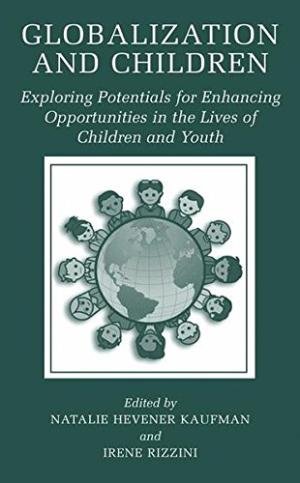 GLOBALIZATION
AND CHILDREN
Exploring Potentials for Enhancing
Opportunities in the Lives of
Children and Youth
Edited by
NATALIE HEVENER KAUFMAN
and
IRENE RIZZINI